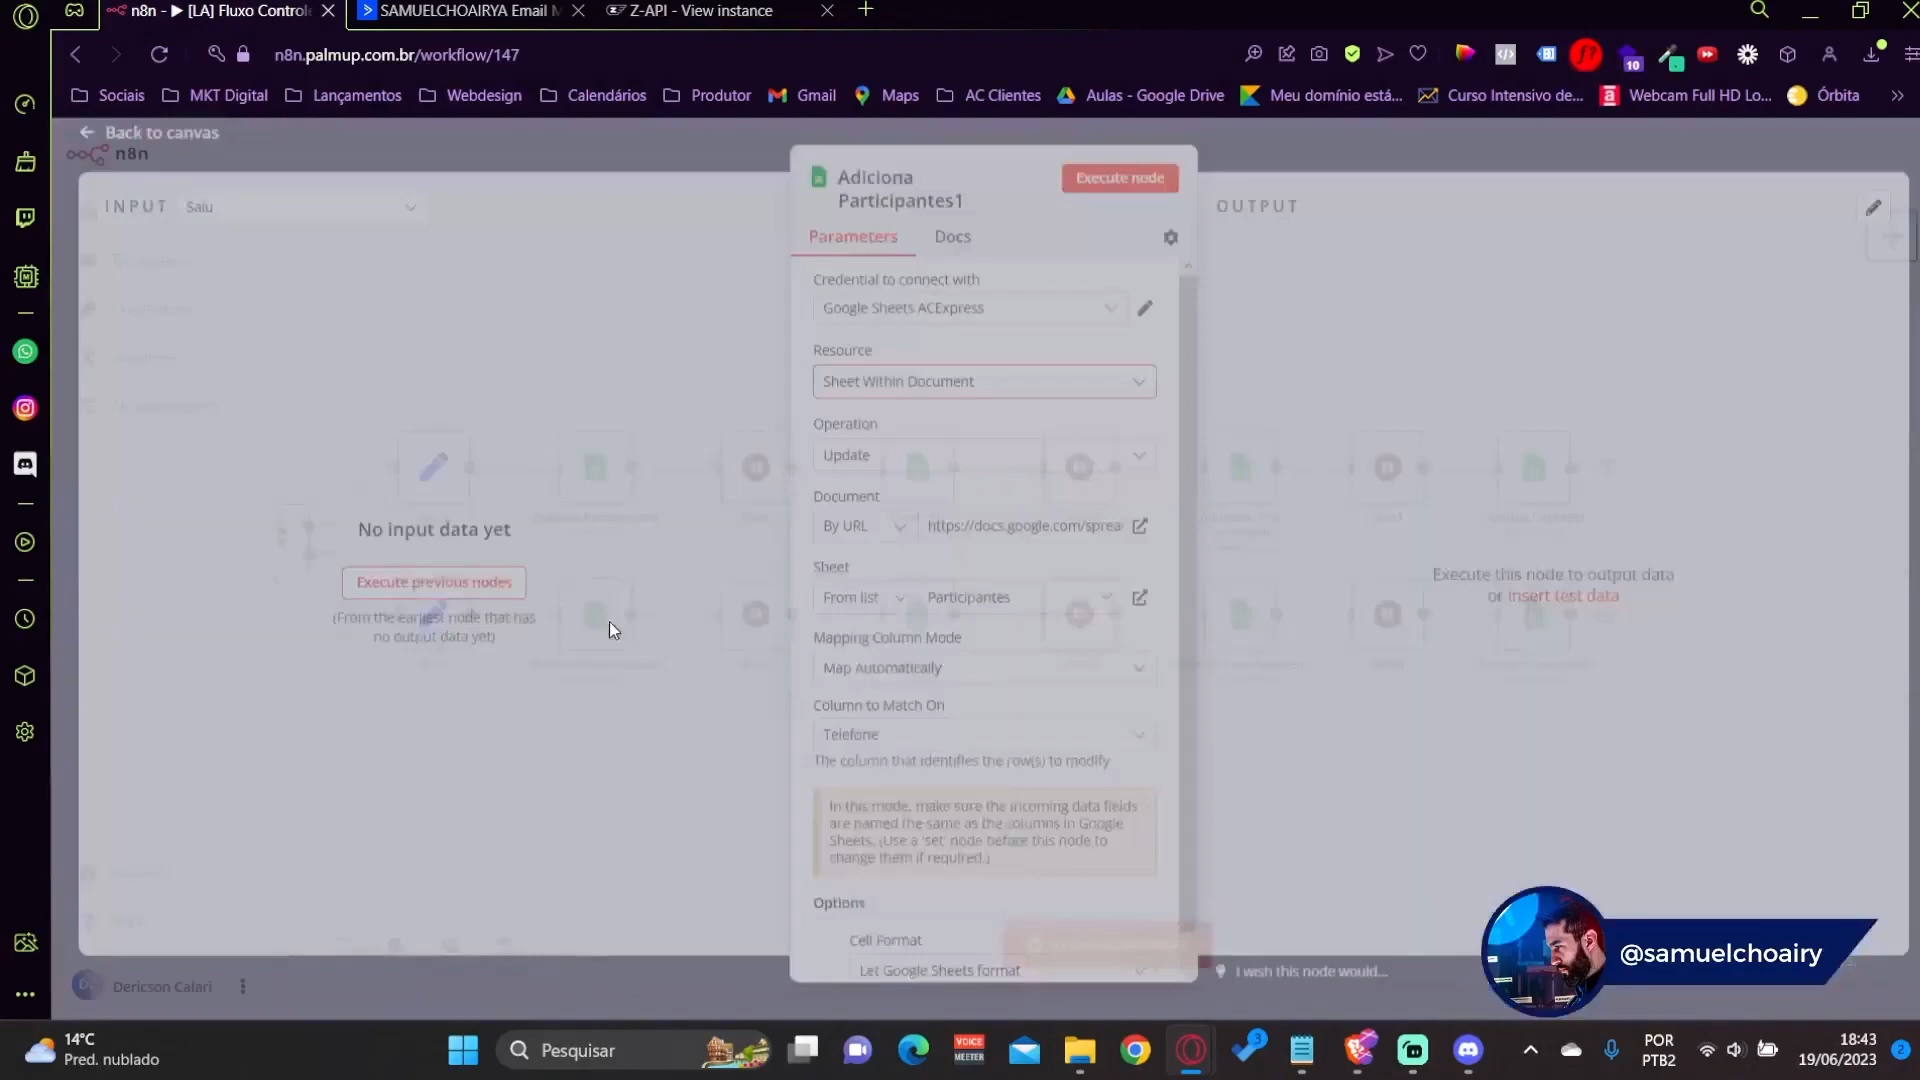 n8n - ▶ [LA] Fluxo Control
SAMUELCHOAIRYA Email M
Z-API - View instance
n8n.palmup.com.br/workflow/147
10
Sociais
MKT Digital
Lançamentos
Webdesign
Calendários
Produtor
Gmail
Maps
AC Clientes
Aulas - Google Drive
Meu domínio está...
Curso Intensivo de...
Webcam Full HD Lo...
Órbita
Back to canvas
n8n
INPUT
Saiu
Adiciona
Participantes1
Execute node
OUTPUT
Parameters
Docs
Credential to connect with
Google Sheets ACExpress
Resource
Sheet Within Document
Operation
Update
Document
By URL
https://docs.google.com/sprea
No input data yet
Execute previous nodes
(From the earliest node that has
no output data yet)
Execute this node to output data
or insert test data
Sheet
From list
Participantes
Mapping Column Mode
Map Automatically
Column to Match On
Telefone
The column that identifies the row(s) to modify
In this mode, make sure the incoming data fields
are named the same as the columns in Google
Sheets. (Use a 'set' node before this node to
change them if required.)
Options
Cell Format
Let Google Sheets format
I wish this node would...
@samuelchoairy
Dericson Calari
14°C
Pred. nublado
Pesquisar
VOICE
MEETER
3
POR
PTB2
18:43
19/06/2023
2